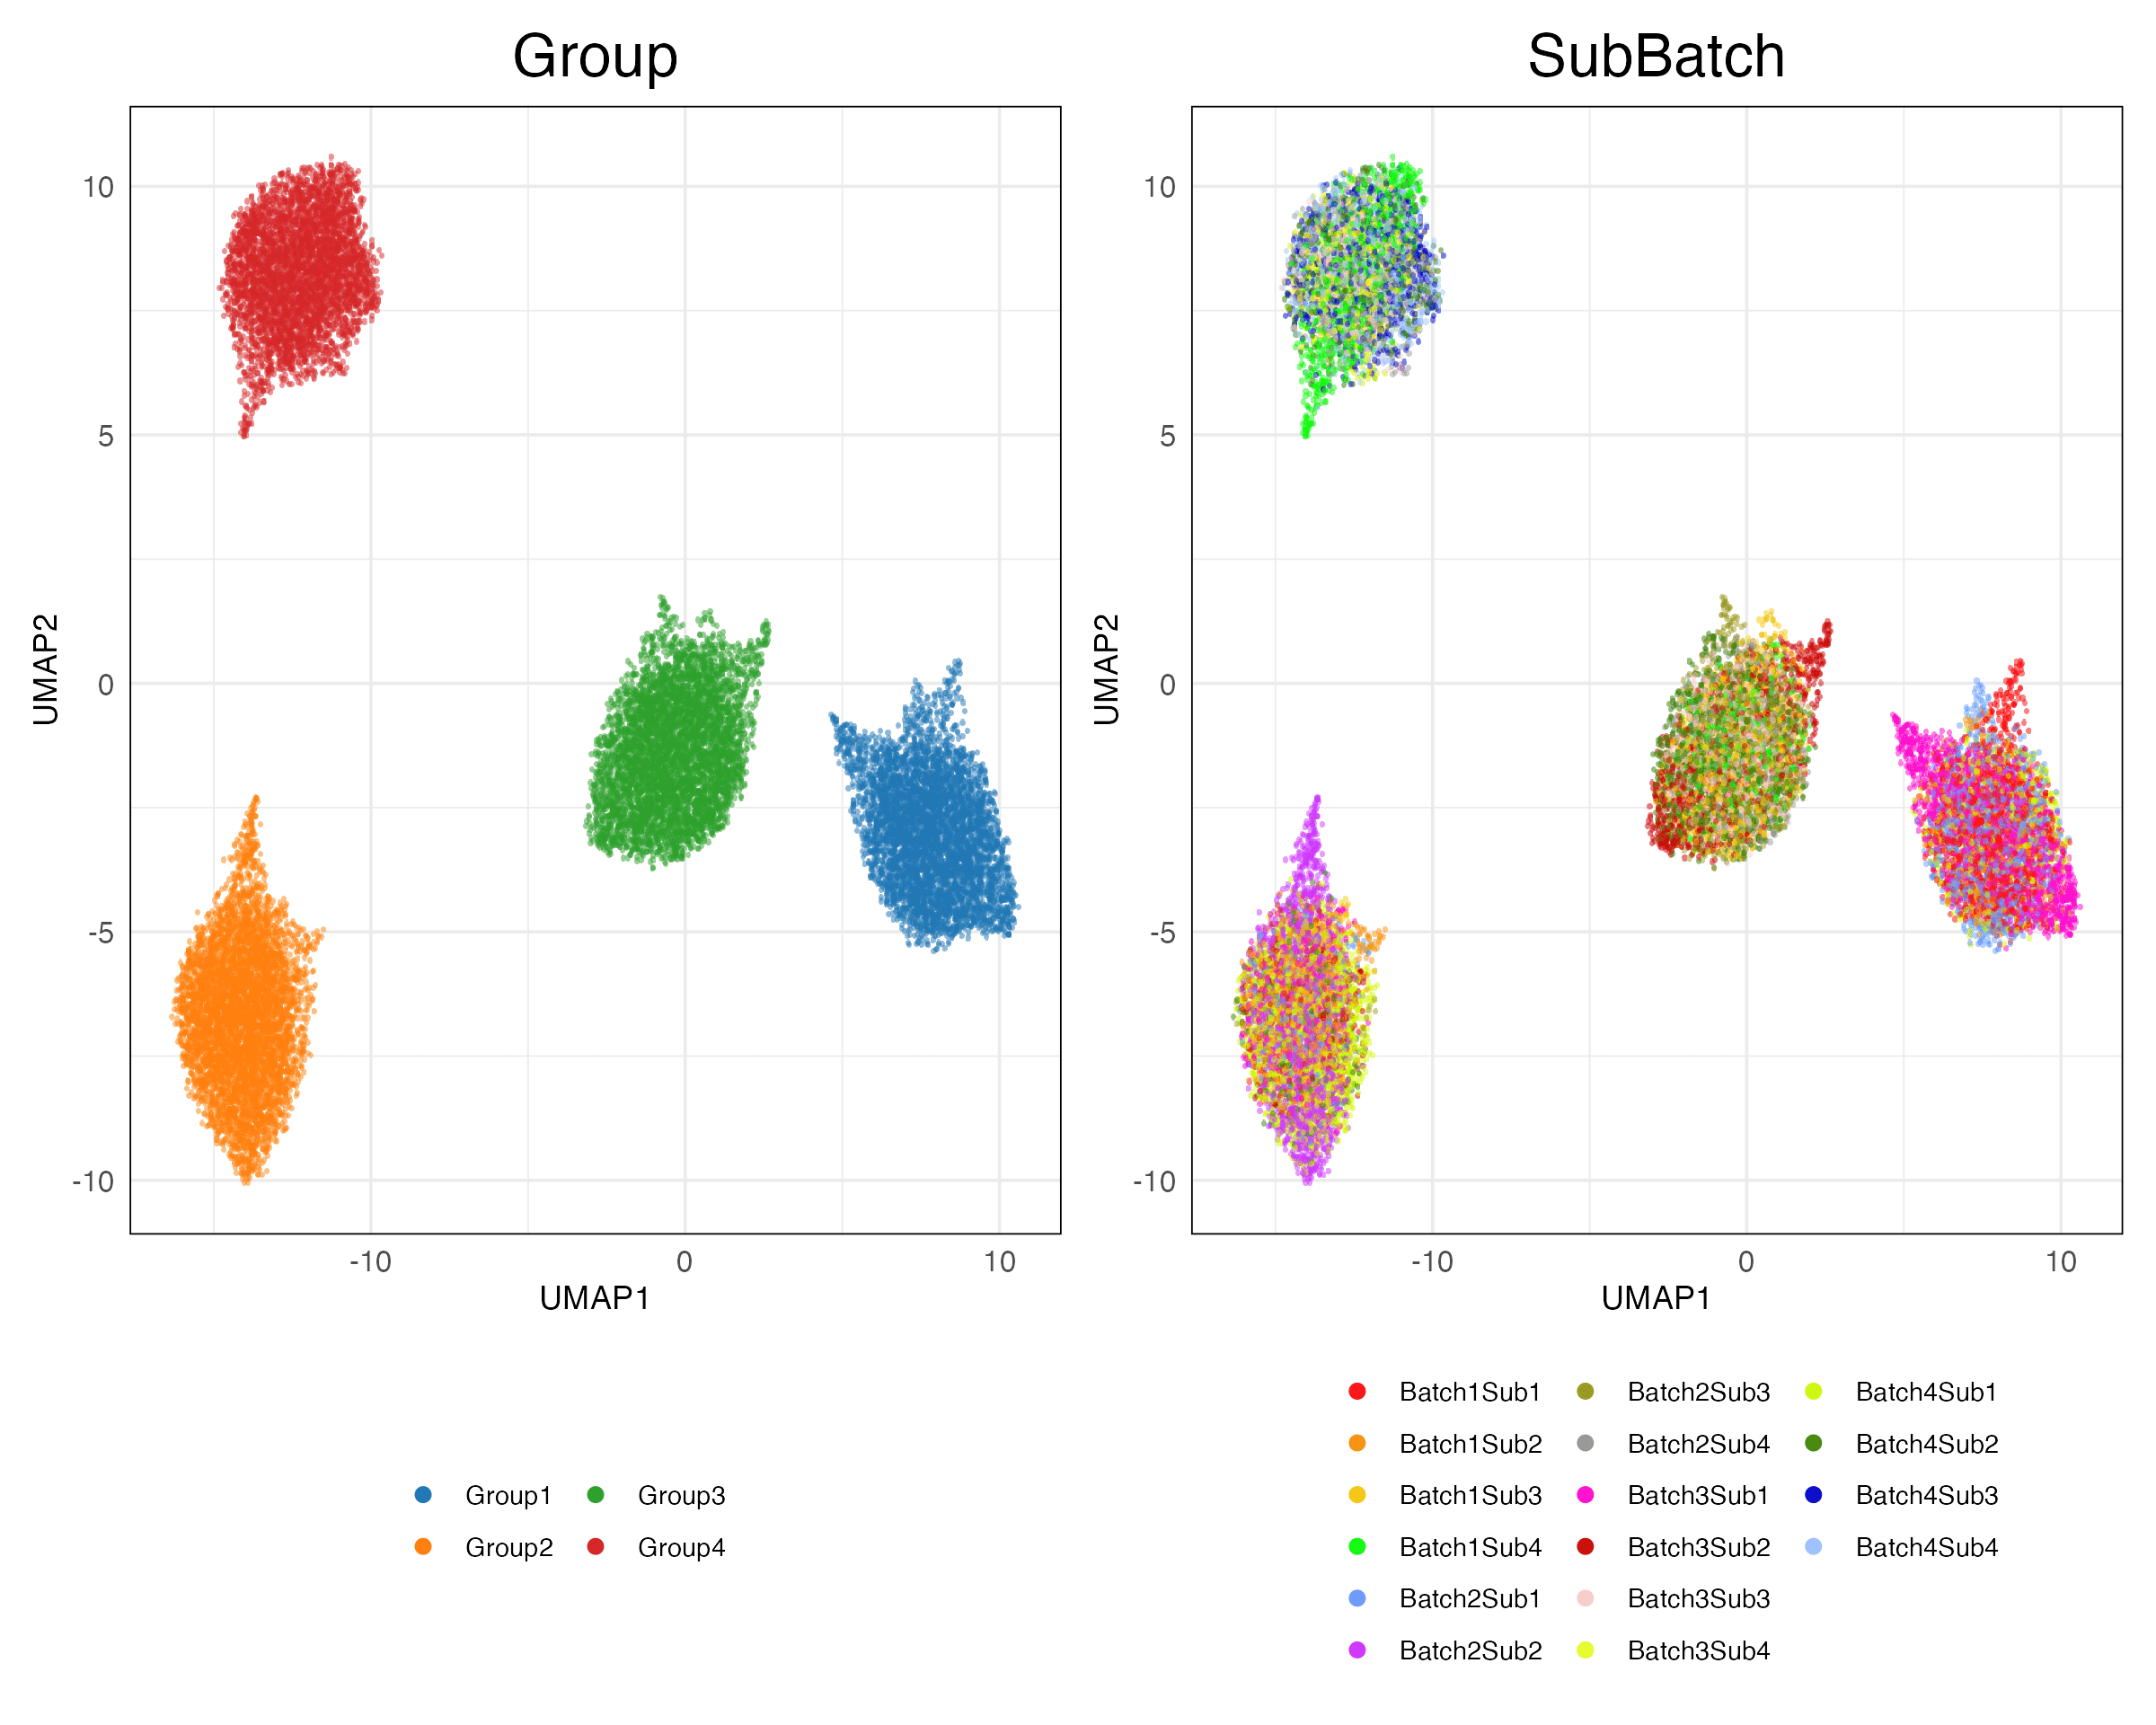 Group
SubBatch
10
5
0
-5
-10
UMAP2
-10
0
10
UMAP1
10
5
0
-5
-10
UMAP2
-10
0
10
UMAP1
Group1
Group3
Group2
Group4
Batch1Sub1
Batch2Sub3
Batch4Sub1
Batch1Sub2
Batch2Sub4
Batch4Sub2
Batch1Sub3
Batch3Sub1
Batch4Sub3
Batch1Sub4
Batch3Sub2
Batch4Sub4
Batch2Sub1
Batch3Sub3
Batch2Sub2
Batch3Sub4